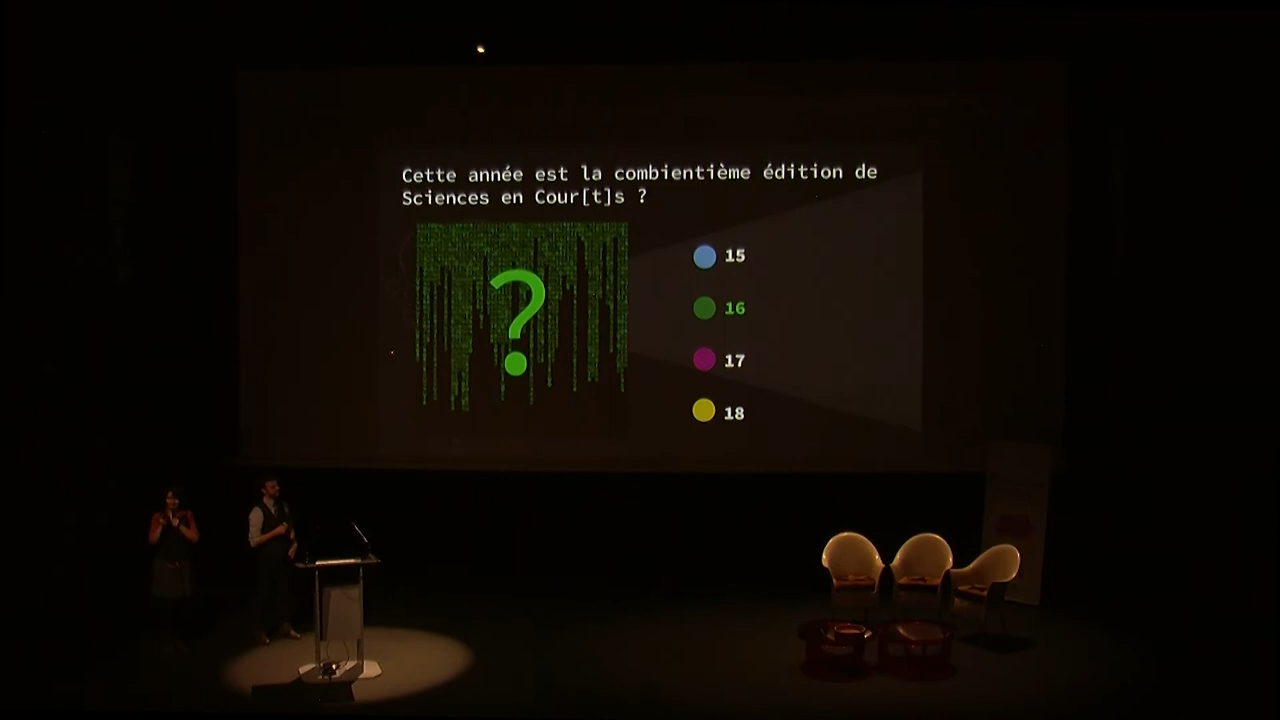 Cette année est la combientième édition de
Sciences en Cour[t]s ?
?
15
16
17
18